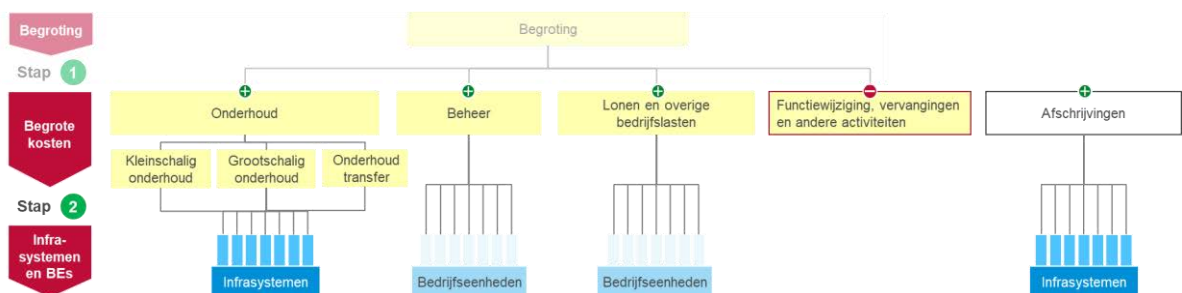 Begroting
Begroting
Stap 1
Begrote
kosten
Onderhoud
Beheer
Lonen en overige
bedrijfslasten
Functiewijziging, vervangingen
en andere activiteiten
Afschrijvingen
Kleinschalig
onderhoud
Grootschalig
onderhoud
Onderhoud
transfer
Stap 2
Infra-
systemen
en BEs
Infrasystemen
Bedrijfseenheden
Bedrijfseenheden
Infrasystemen